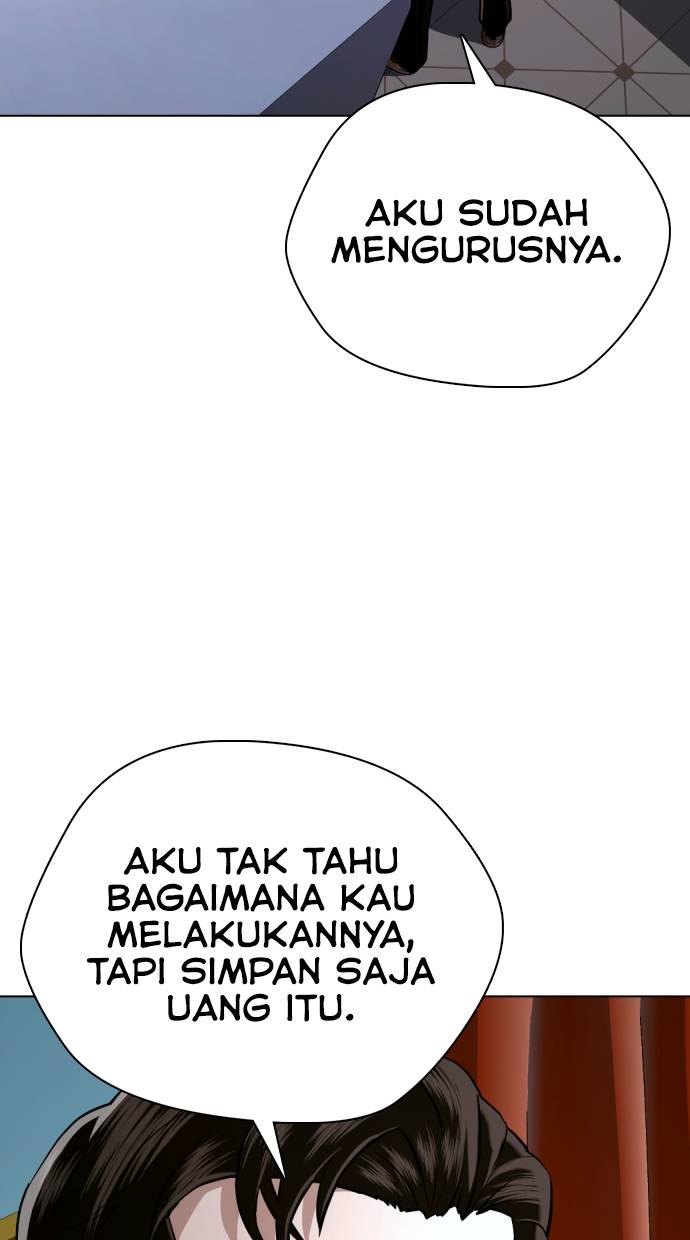 AKU SUDAH
MENGURUSNYA.
AKU TAK TAHU
BAGAIMANA KAU
MELAKUKANNYA,
TAPI SIMPAN SAJA
UANG ITU.